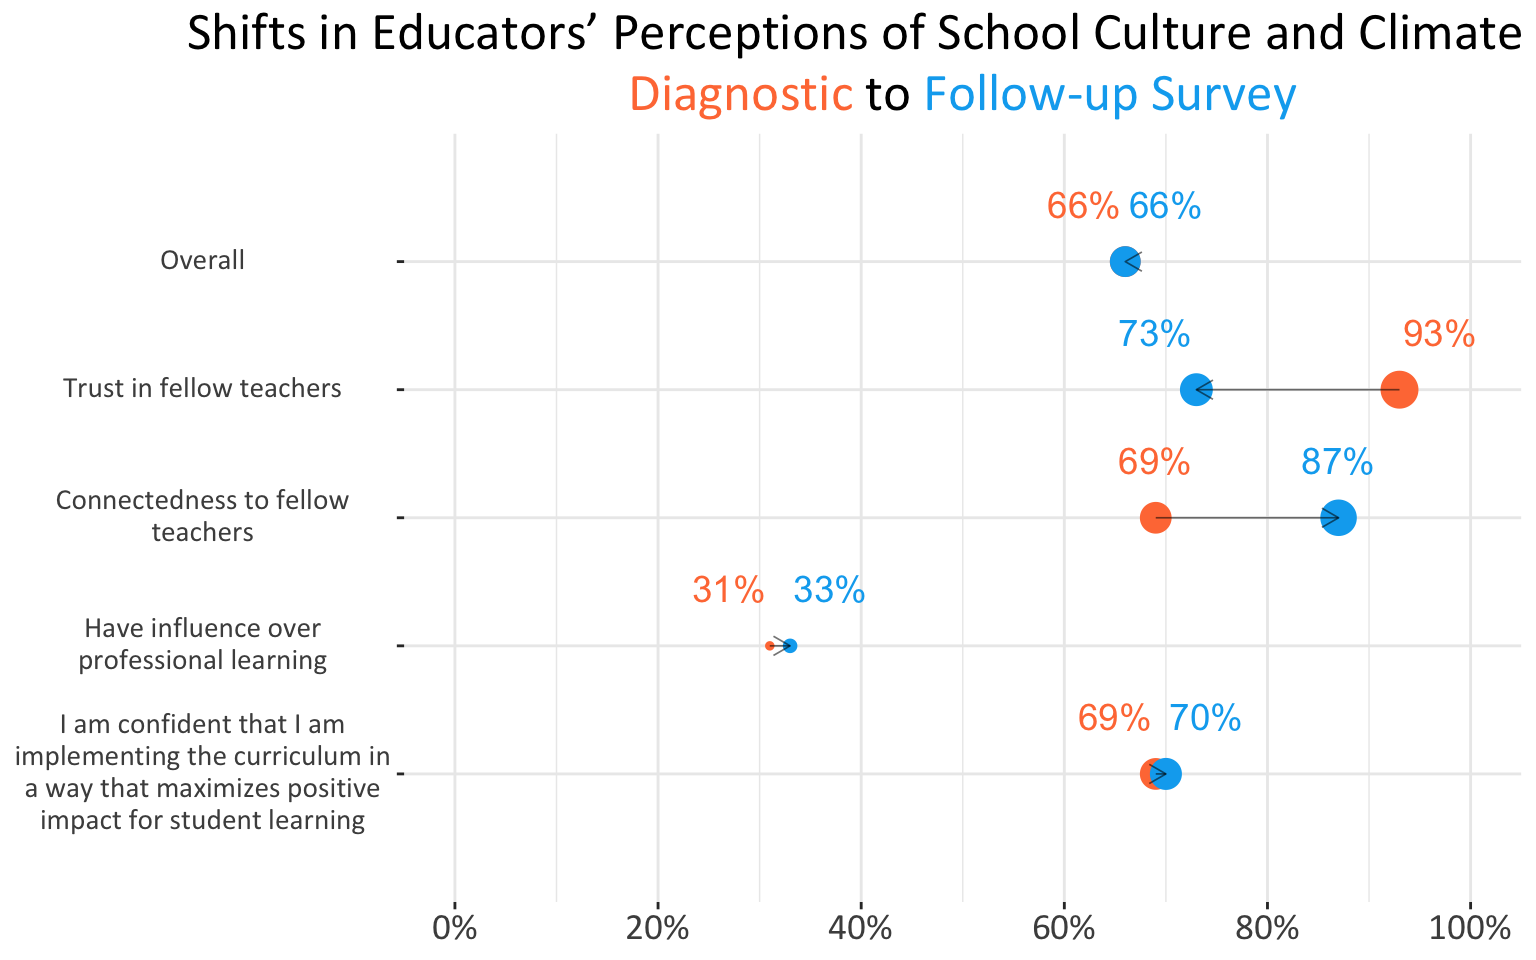 Shifts in Educators’ Perceptions of School Culture and Climate
Diagnostic to Follow-up Survey
66% 66%
Overall
73% 93%
Trust in fellow teachers
69% 87%
Connectedness to fellow
teachers
31% 33%
Have influence over
professional learning
69% 70%
I am confident that I am
implementing the curriculum in
a way that maximizes positive
impact for student learning
0% 20% 40% 60% 80% 100%